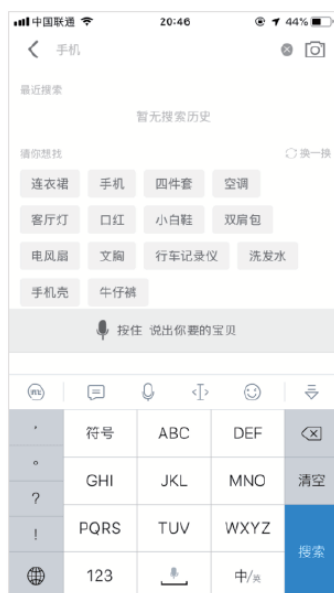 中国联通 20:46 44%
手机
最近搜索
暂无搜索历史
猜你想找 换一换
连衣裙 手机 四件套 空调
客厅灯 口红 小白鞋 双肩包
电风扇 文胸 行车记录仪 洗发水
手机壳 牛仔裤
按住 说出你要的宝贝
, 符号 ABC DEF
。
GHI JKL MNO 清空
?
! PQRS TUV WXYZ
搜索
123 中/英